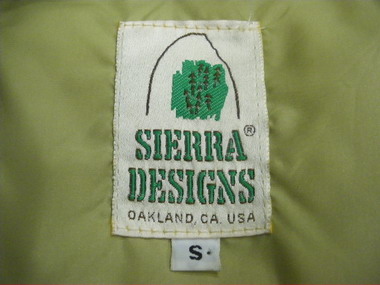 SIERRA®
DESIGNS
OAKLAND, CA. USA
S.